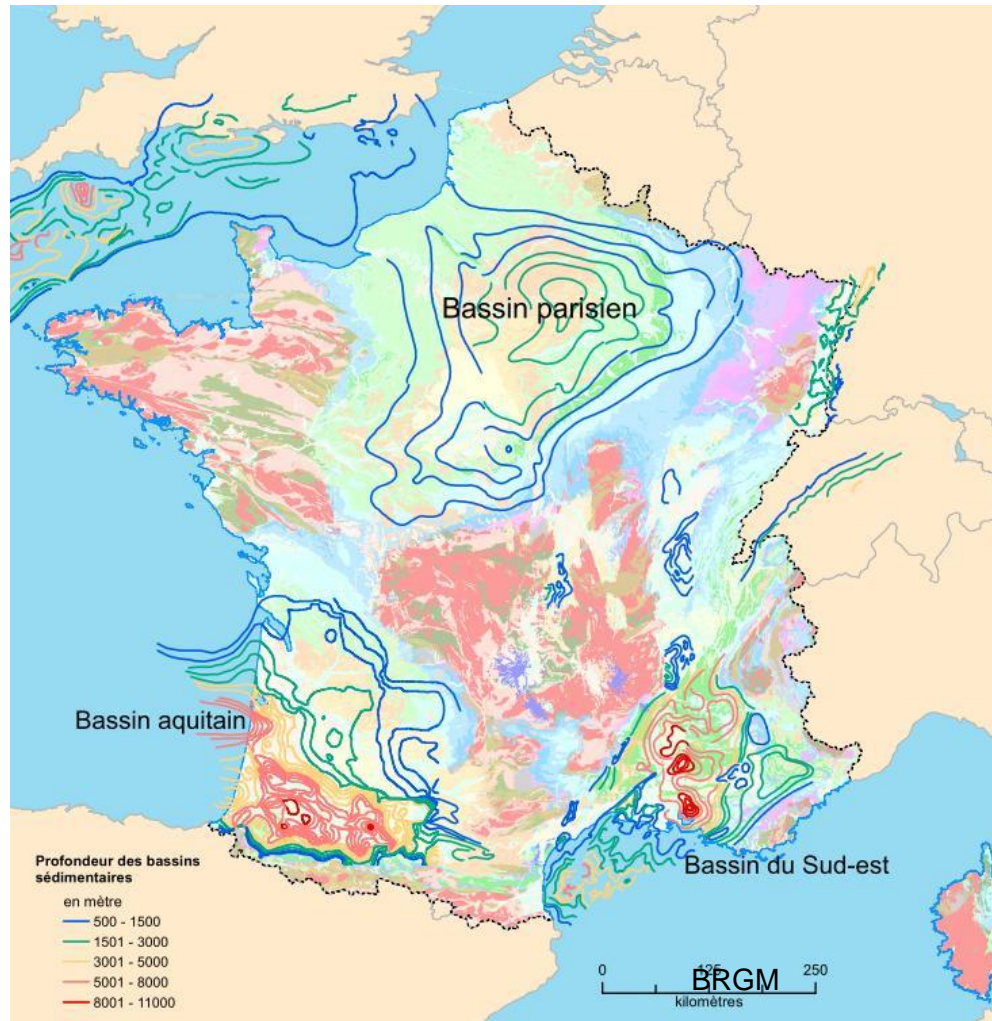 Bassin parisien
Bassin aquitain
Bassin du Sud-est
Profondeur des bassins
sédimentaires
en mètre
500 - 1500
1501 - 3000
3001 - 5000
5001 - 8000
8001 - 11000
0 125 250
BRGM
kilomètres